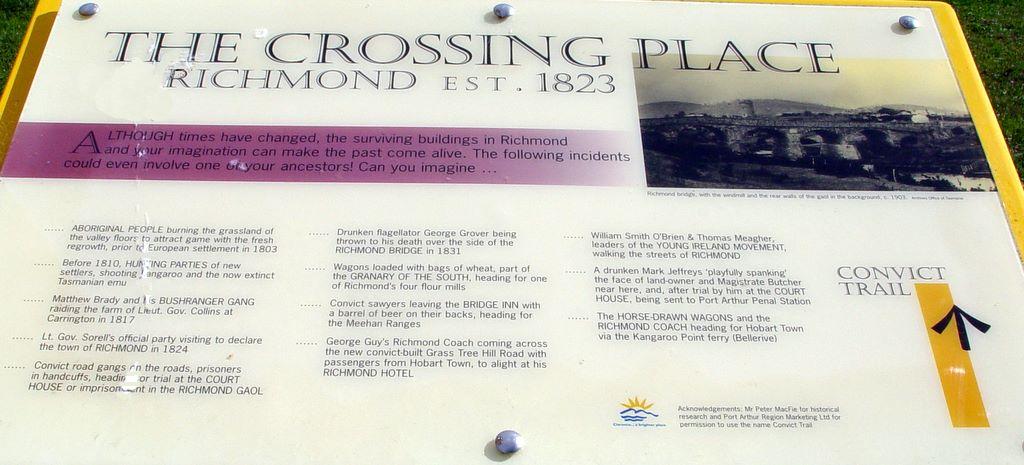 THE CROSSING PLACE
RICHMOND EST. 1823
ALTHOUGH times have changed, the surviving buildings in Richmond
and your imagination can make the past come alive. The following incidents
could even involve one of your ancestors! Can you imagine ...
Richmond bridge, with the windmill and the rear walls of the gaol in the background, c. 1903. Archives Office of Tasmania
...... ABORIGINAL PEOPLE burning the grassland of
the valley floors to attract game with the fresh
regrowth, prior to European settlement in 1803
...... Before 1810, HUNTING PARTIES of new
settlers, shooting kangaroo and the now extinct
Tasmanian emu
...... Matthew Brady and his BUSHRANGER GANG
raiding the farm of Lieut. Gov. Collins at
Carrington in 1817
...... Lt. Gov. Sorell's official party visiting to declare
the town of RICHMOND in 1824
...... Convict road gangs on the roads, prisoners
in handcuffs, heading for trial at the COURT
HOUSE or imprisonment in the RICHMOND GAOL
...... Drunken flagellator George Grover being
thrown to his death over the side of the
RICHMOND BRIDGE in 1831
...... Wagons loaded with bags of wheat, part of
the GRANARY OF THE SOUTH, heading for one
of Richmond's four flour mills
...... Convict sawyers leaving the BRIDGE INN with
a barrel of beer on their backs, heading for
the Meehan Ranges
...... George Guy's Richmond Coach coming across
the new convict-built Grass Tree Hill Road with
passengers from Hobart Town, to alight at his
RICHMOND HOTEL
...... William Smith O'Brien & Thomas Meagher,
leaders of the YOUNG IRELAND MOVEMENT,
walking the streets of RICHMOND
...... A drunken Mark Jeffreys 'playfully spanking'
the face of land-owner and Magistrate Butcher
near here, and, after trial by him at the COURT
HOUSE, being sent to Port Arthur Penal Station
...... The HORSE-DRAWN WAGONS and the
RICHMOND COACH heading for Hobart Town
via the Kangaroo Point ferry (Bellerive)
CONVICT
TRAIL
Clarence... a brighter place
Acknowledgements: Mr Peter MacFie for historical
research and Port Arthur Region Marketing Ltd for
permission to use the name Convict Trail